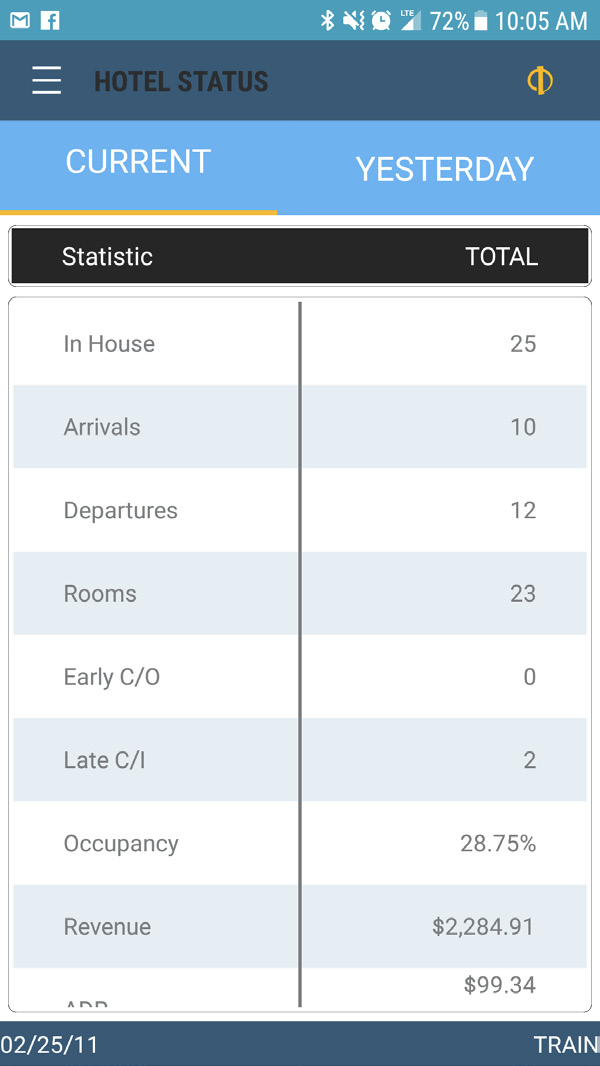 LTE 72% 10:05 AM
HOTEL STATUS
CURRENT YESTERDAY
Statistic TOTAL
In House 25
Arrivals 10
Departures 12
Rooms 23
Early C/O 0
Late C/I 2
Occupancy 28.75%
Revenue $2,284.91
ADR $99.34
02/25/11 TRAIN